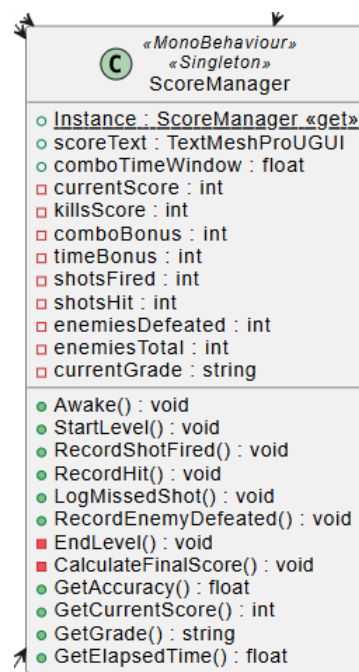 «MonoBehaviour»
«Singleton»
C
ScoreManager
Instance : ScoreManager «get»
scoreText : TextMeshProUGUI
comboTimeWindow : float
currentScore : int
killsScore : int
comboBonus : int
timeBonus : int
shotsFired : int
shotsHit : int
enemiesDefeated : int
enemiesTotal : int
currentGrade : string
Awake() : void
StartLevel() : void
RecordShotFired() : void
RecordHit() : void
LogMissedShot() : void
RecordEnemyDefeated() : void
EndLevel() : void
CalculateFinalScore() : void
GetAccuracy() : float
GetCurrentScore() : int
GetGrade() : string
GetElapsedTime() : float